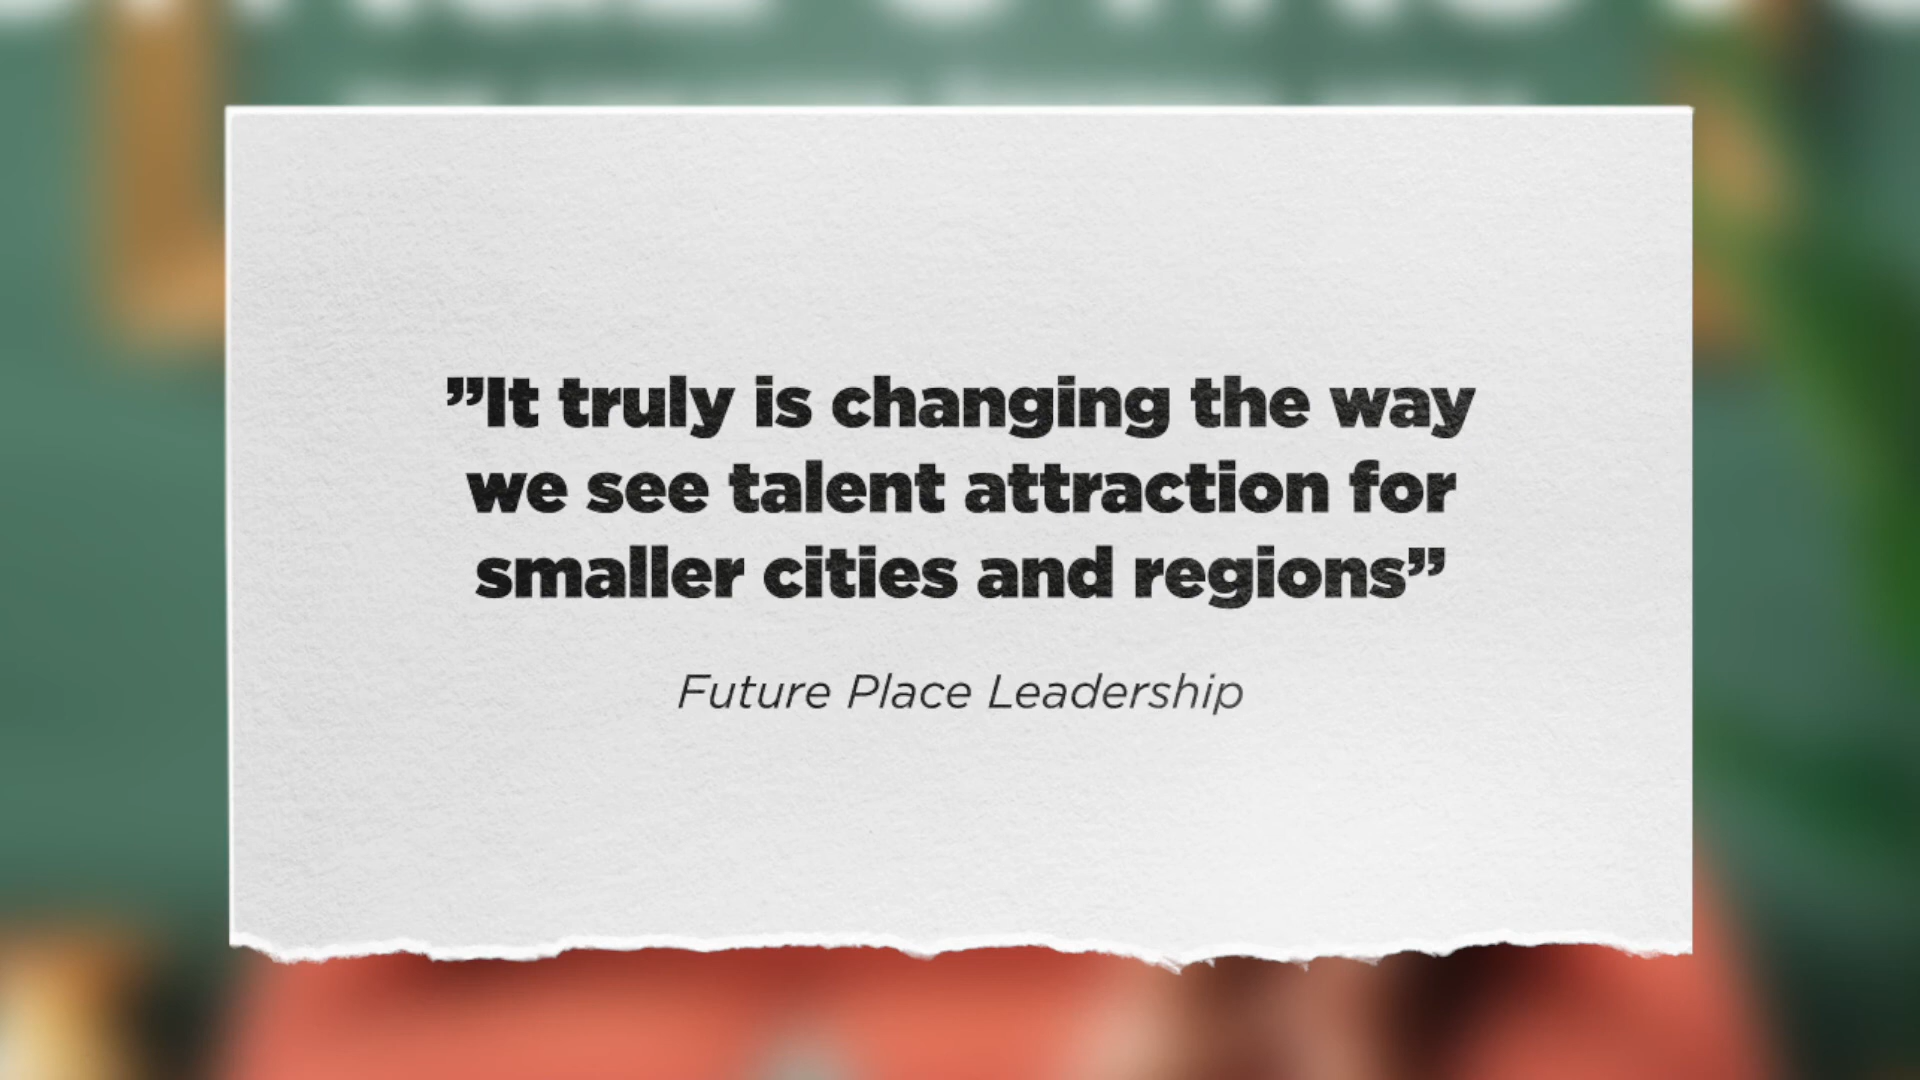 ”It truly is changing the way
we see talent attraction for
smaller cities and regions”
Future Place Leadership